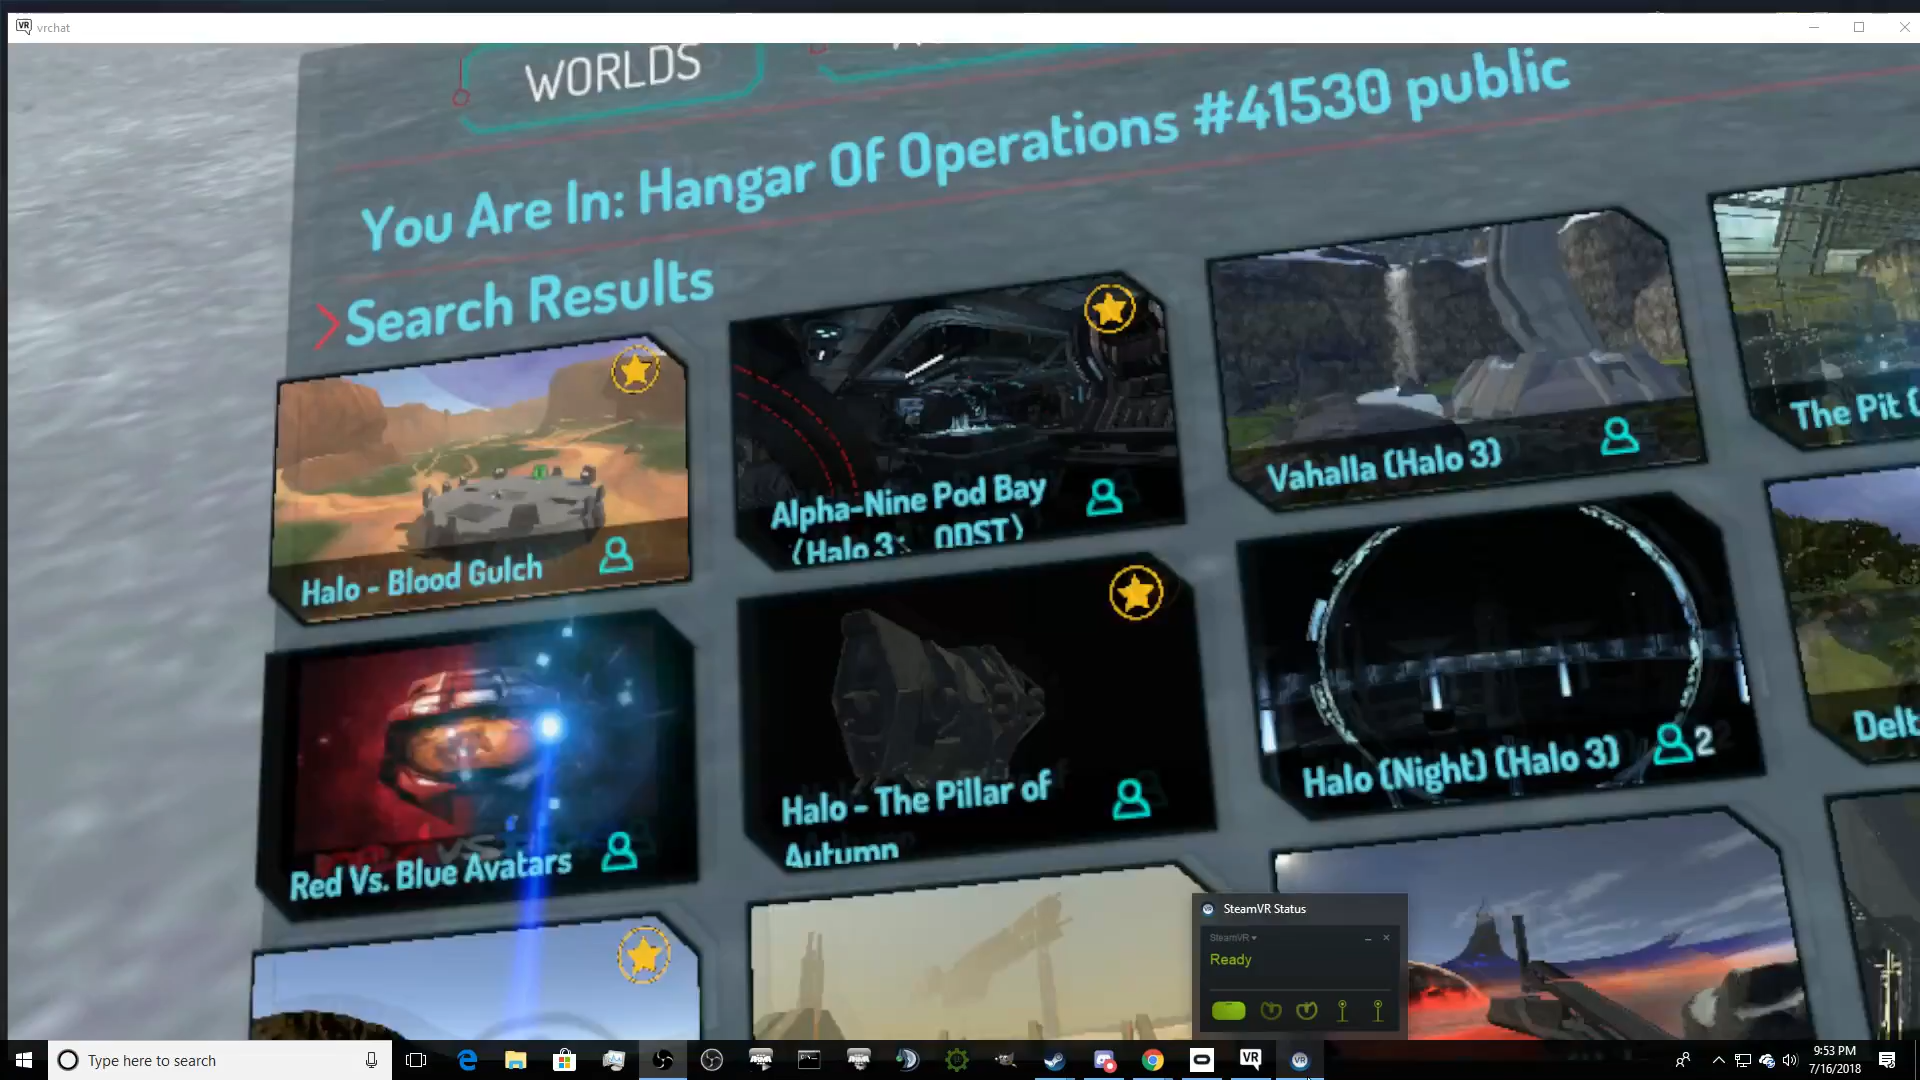 vrchat
WORLDS
You Are In: Hangar Of Operations #41530 public
Search Results
Halo - Blood Gulch
Alpha-Nine Pod Bay
(Halo 3: ODST)
Vahalla (Halo 3)
The Pit (
Red Vs. Blue Avatars
Halo - The Pillar of
Autumn
Halo (Night) (Halo 3)
2
Delt
SteamVR Status
SteamVR
Ready
Type here to search
VR
9:53 PM
7/16/2018